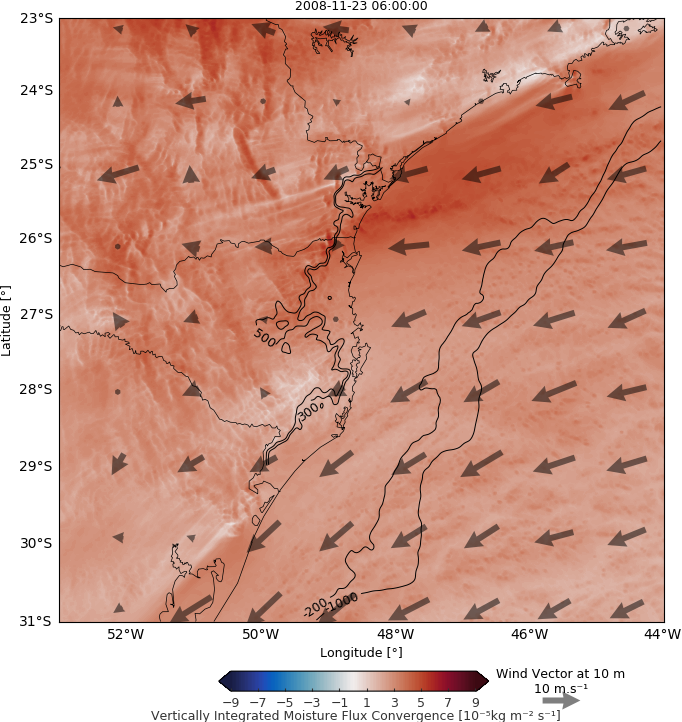 2008-11-23 06:00:00
23°S
24°S
25°S
26°S
27°S
28°S
29°S
30°S
31°S
Latitude [°]
500
300
-200
-1000
52°W 50°W 48°W 46°W 44°W
Longitude [°]
Wind Vector at 10 m
10 m.s⁻¹
−9 −7 −5 −3 −1 1 3 5 7 9
Vertically Integrated Moisture Flux Convergence [10⁻⁵kg m⁻² s⁻¹]